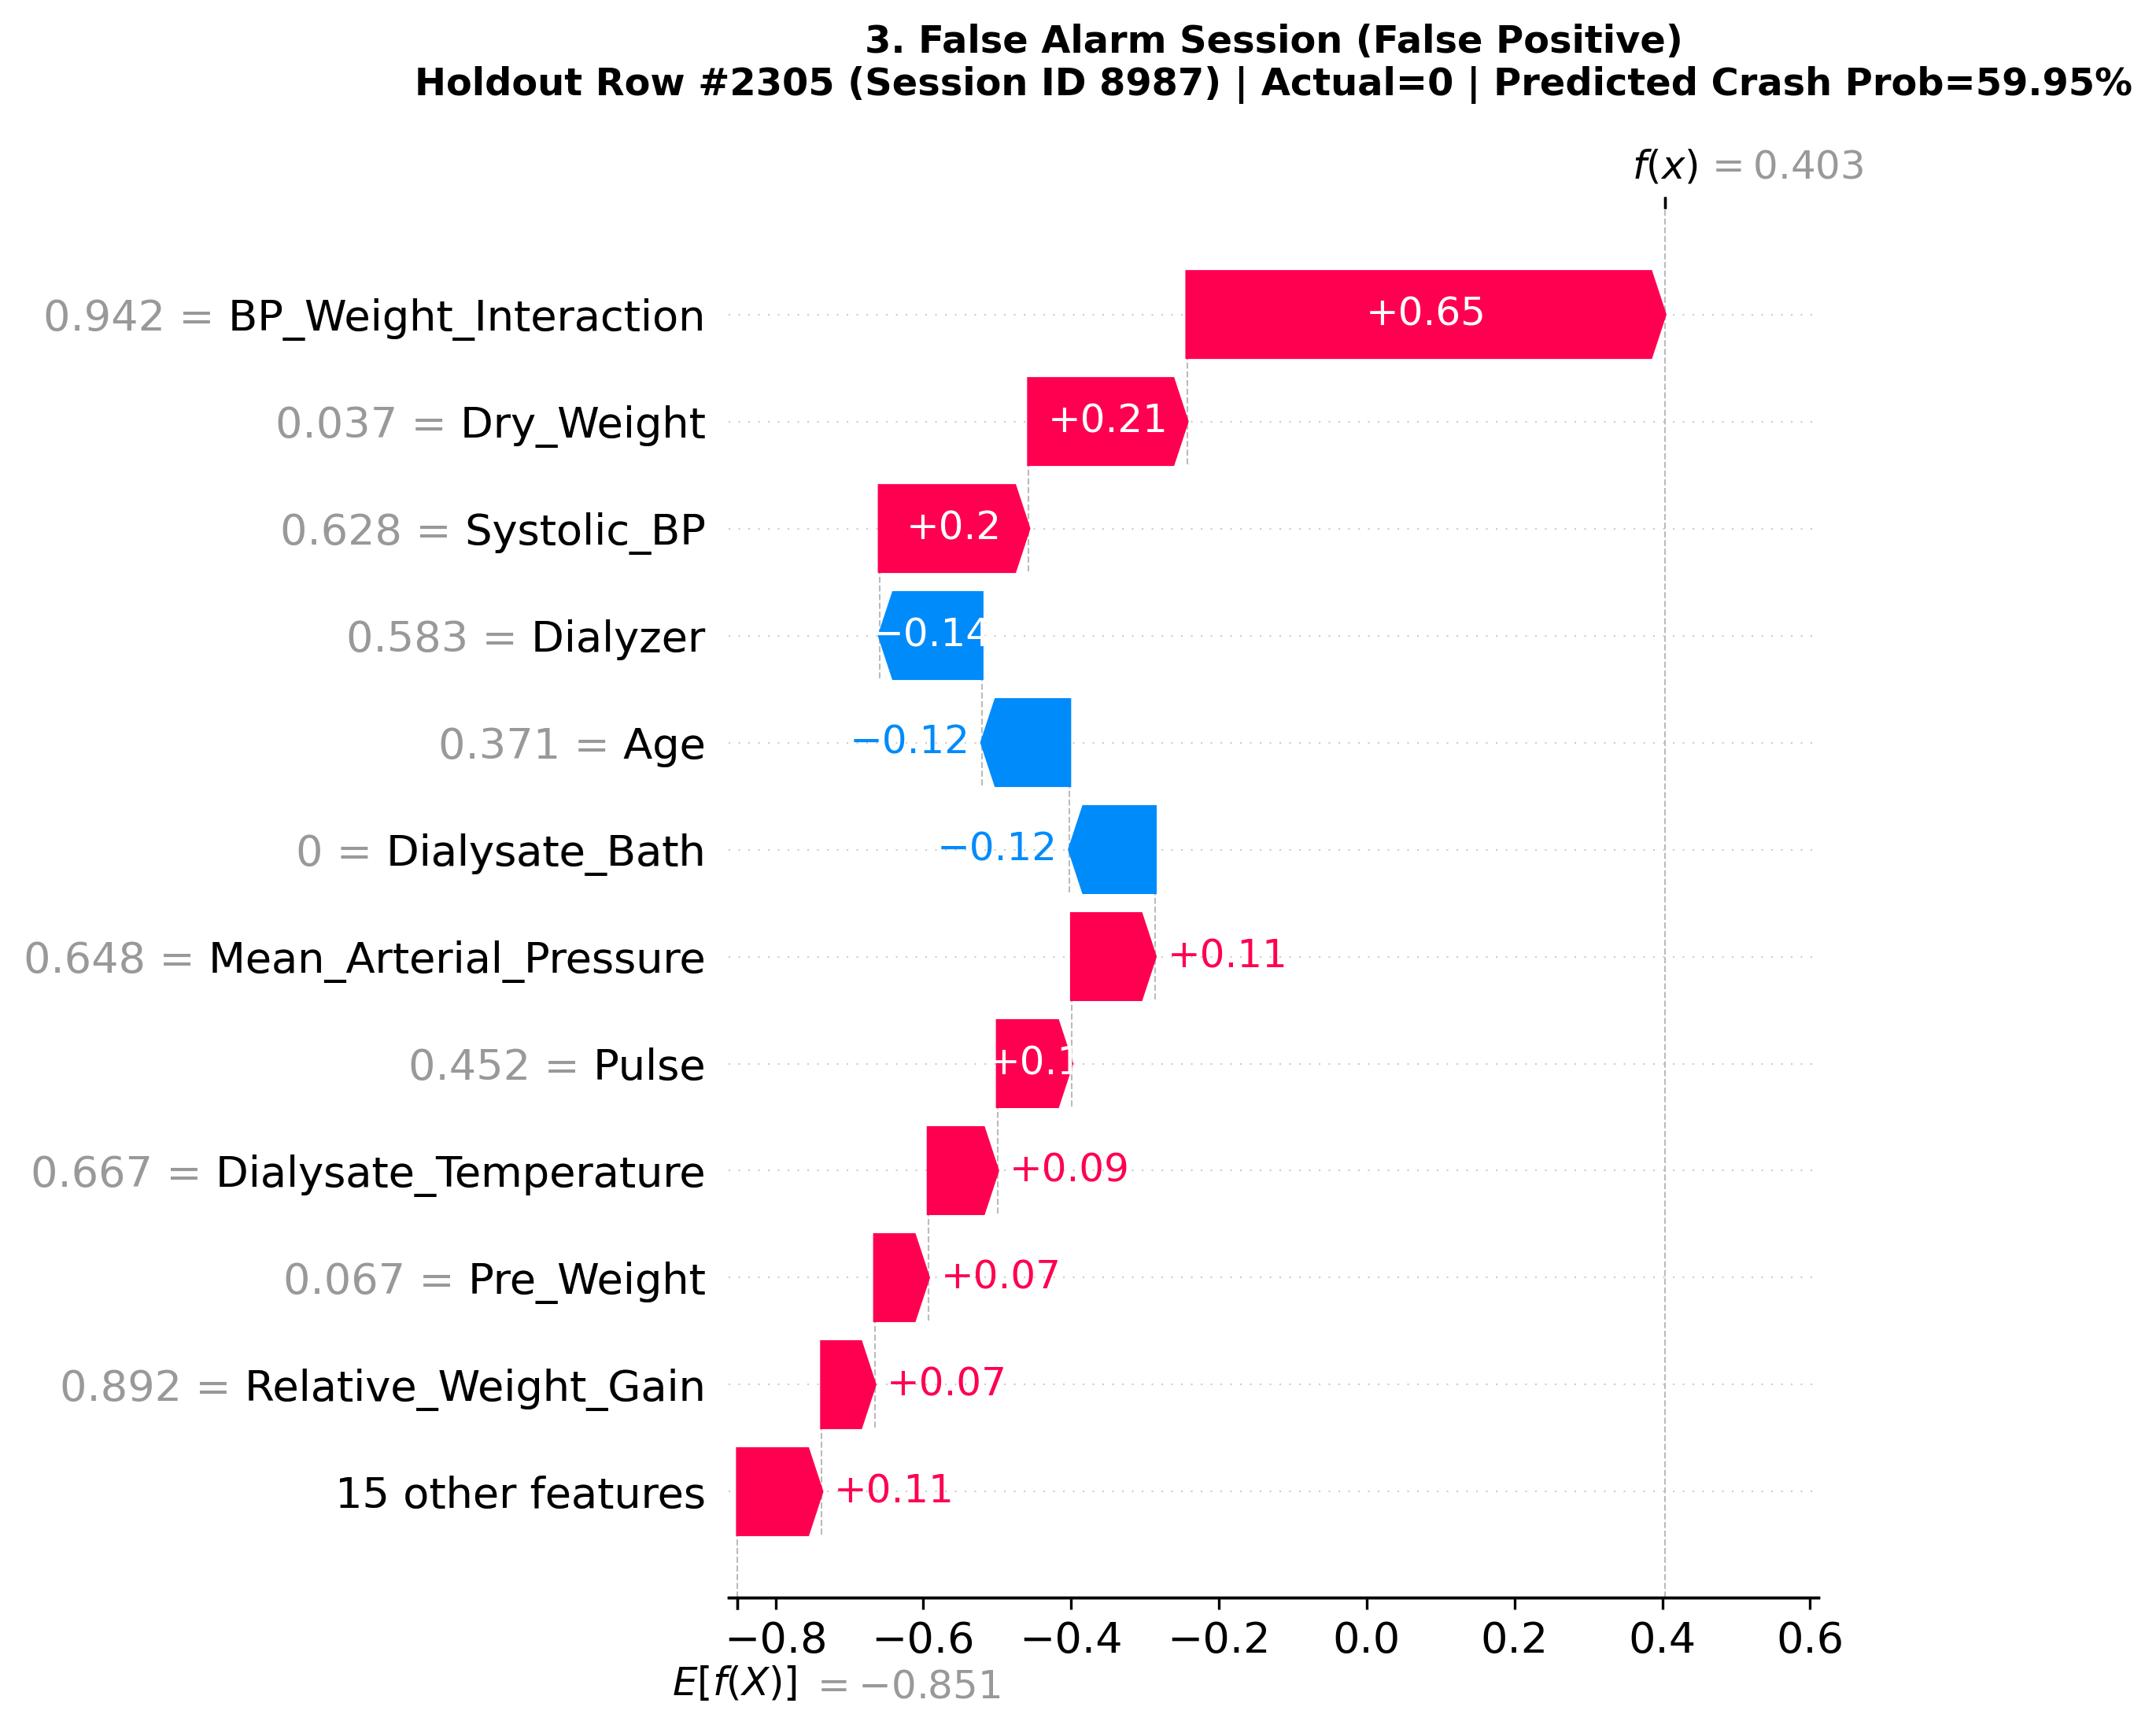 3. False Alarm Session (False Positive)
Holdout Row #2305 (Session ID 8987) | Actual=0 | Predicted Crash Prob=59.95%
f(x) = 0.403
0.942 = BP_Weight_Interaction +0.65
0.037 = Dry_Weight +0.21
0.628 = Systolic_BP +0.2
0.583 = Dialyzer −0.14
0.371 = Age −0.12
0 = Dialysate_Bath −0.12
0.648 = Mean_Arterial_Pressure +0.11
0.452 = Pulse +0.1
0.667 = Dialysate_Temperature +0.09
0.067 = Pre_Weight +0.07
0.892 = Relative_Weight_Gain +0.07
15 other features +0.11
−0.8 −0.6 −0.4 −0.2 0.0 0.2 0.4 0.6
E[f(X)] = −0.851